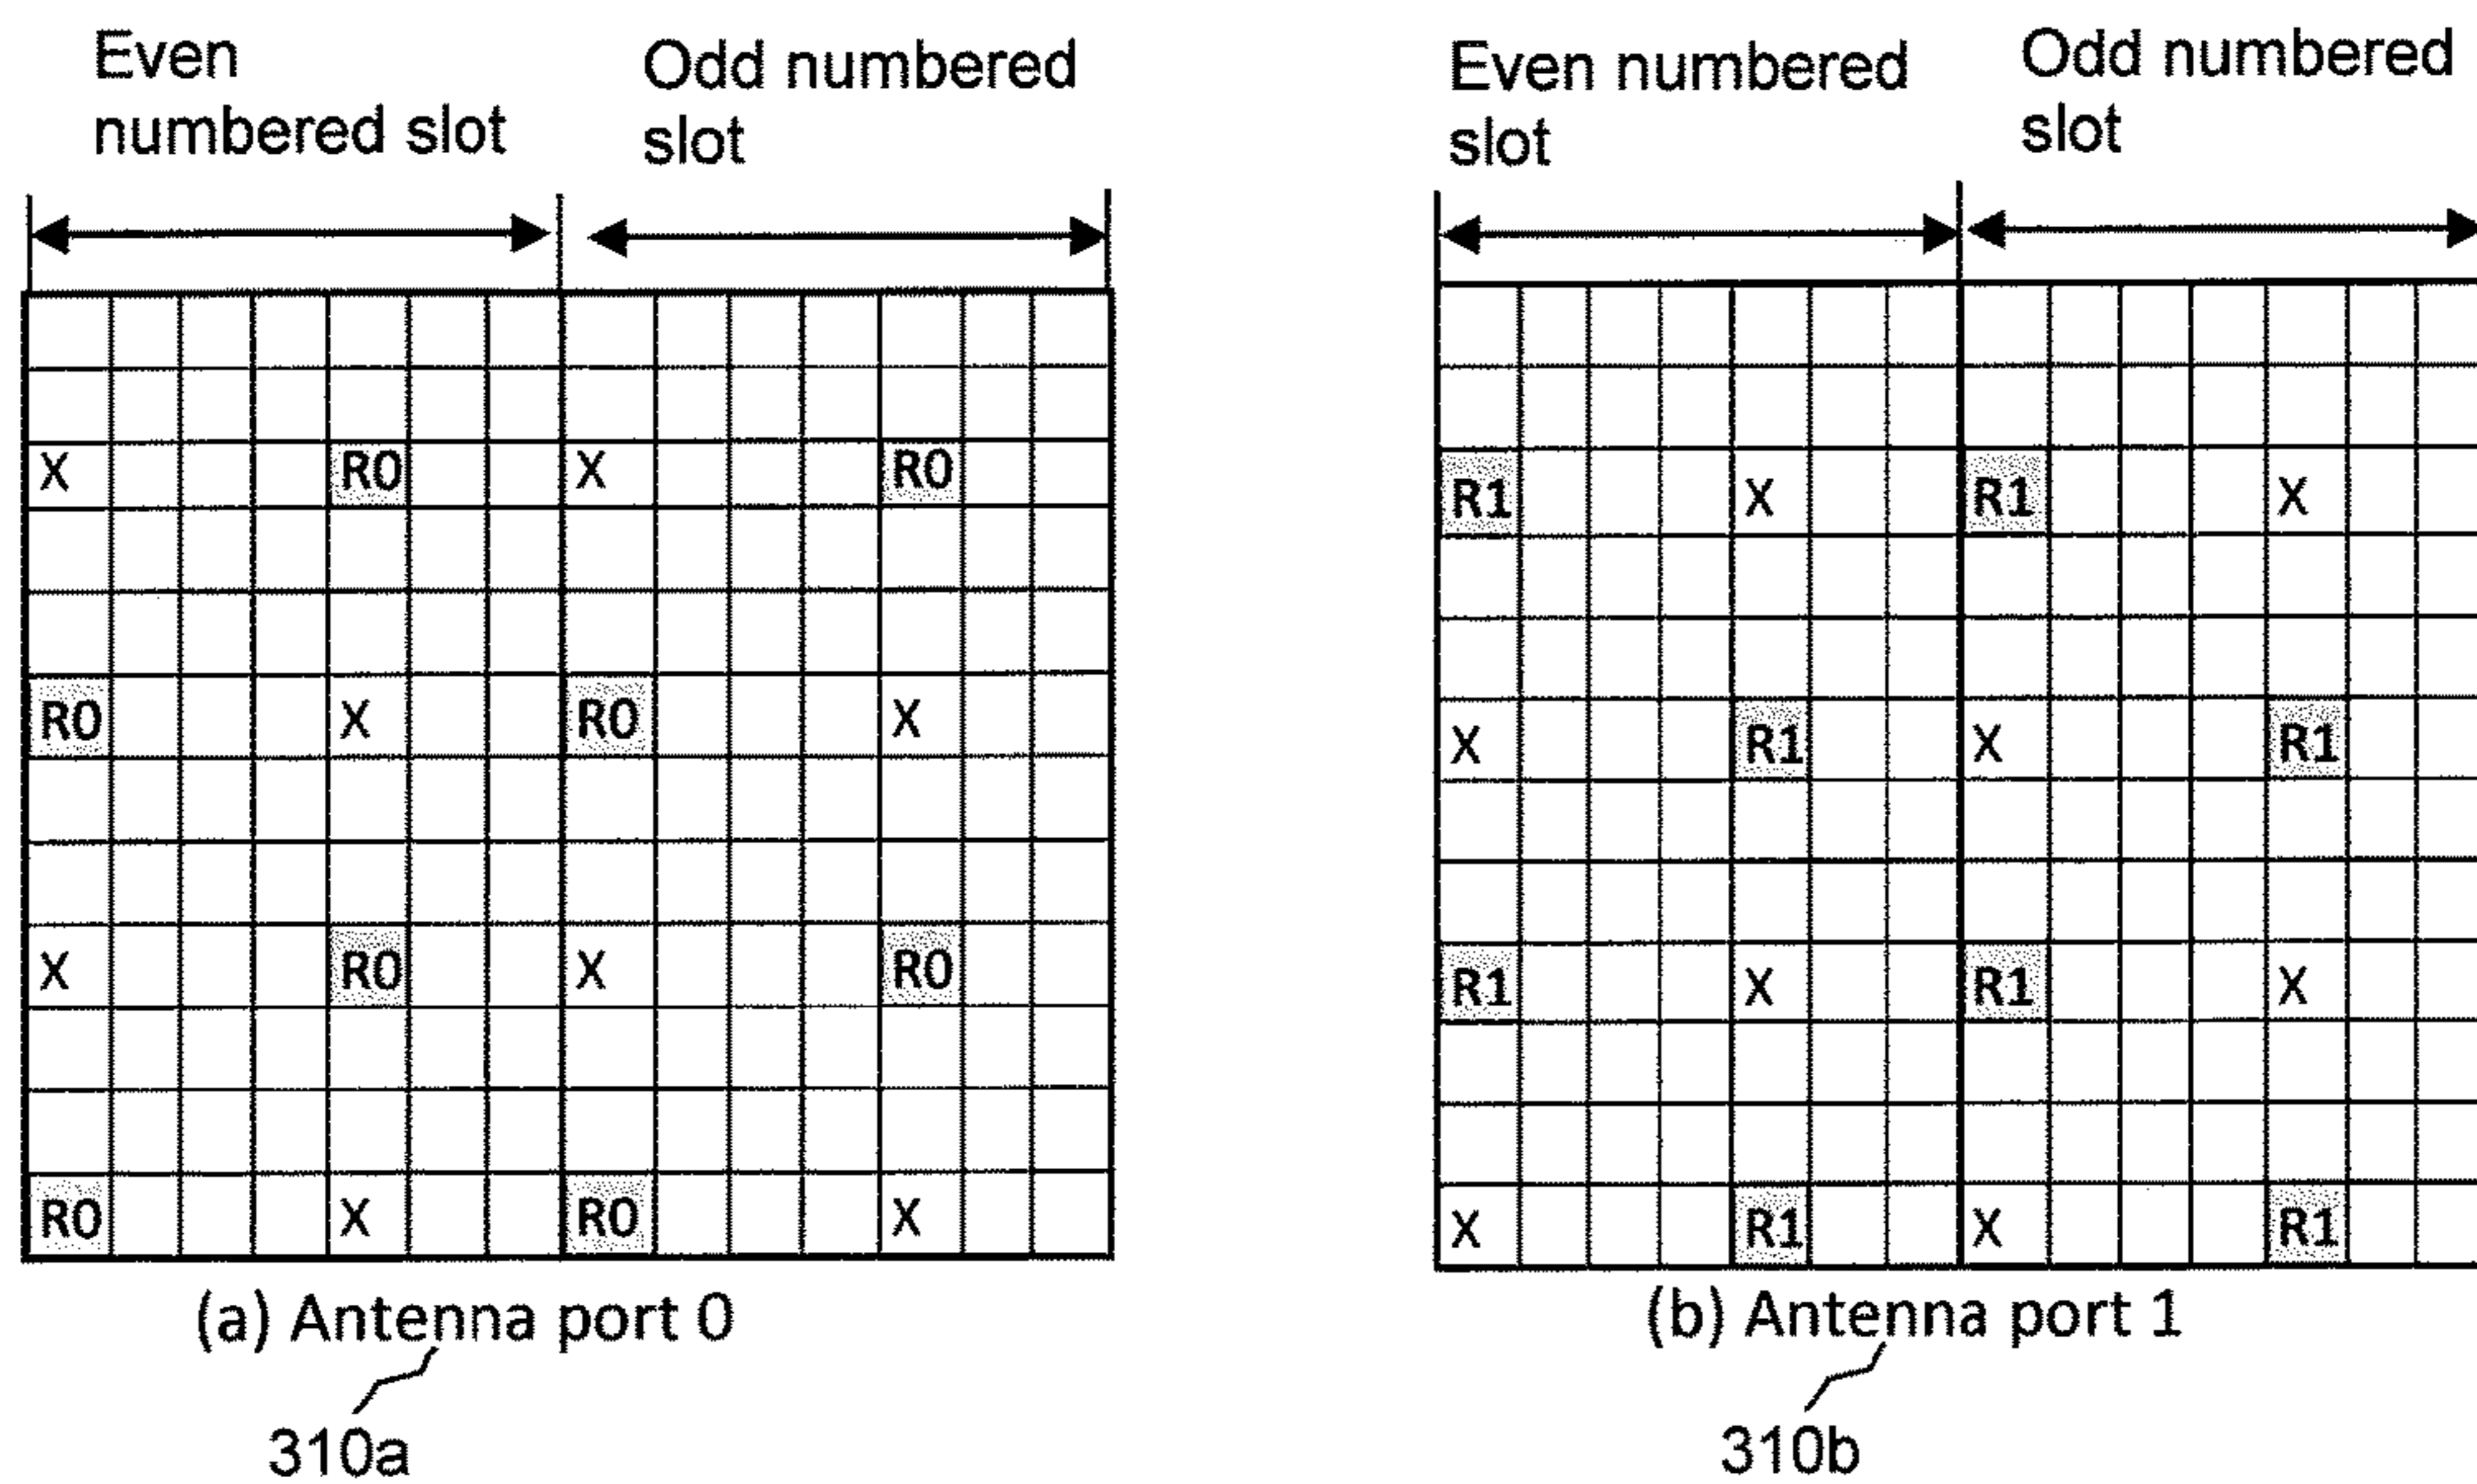 Even
numbered slot
Odd numbered
slot
X R0 X R0
R0 X R0 X
X R0 X R0
R0 X R0 X
(a) Antenna port 0
310a
Even numbered
slot
Odd numbered
slot
R1 X R1 X
X R1 X R1
R1 X R1 X
X R1 X R1
(b) Antenna port 1
310b